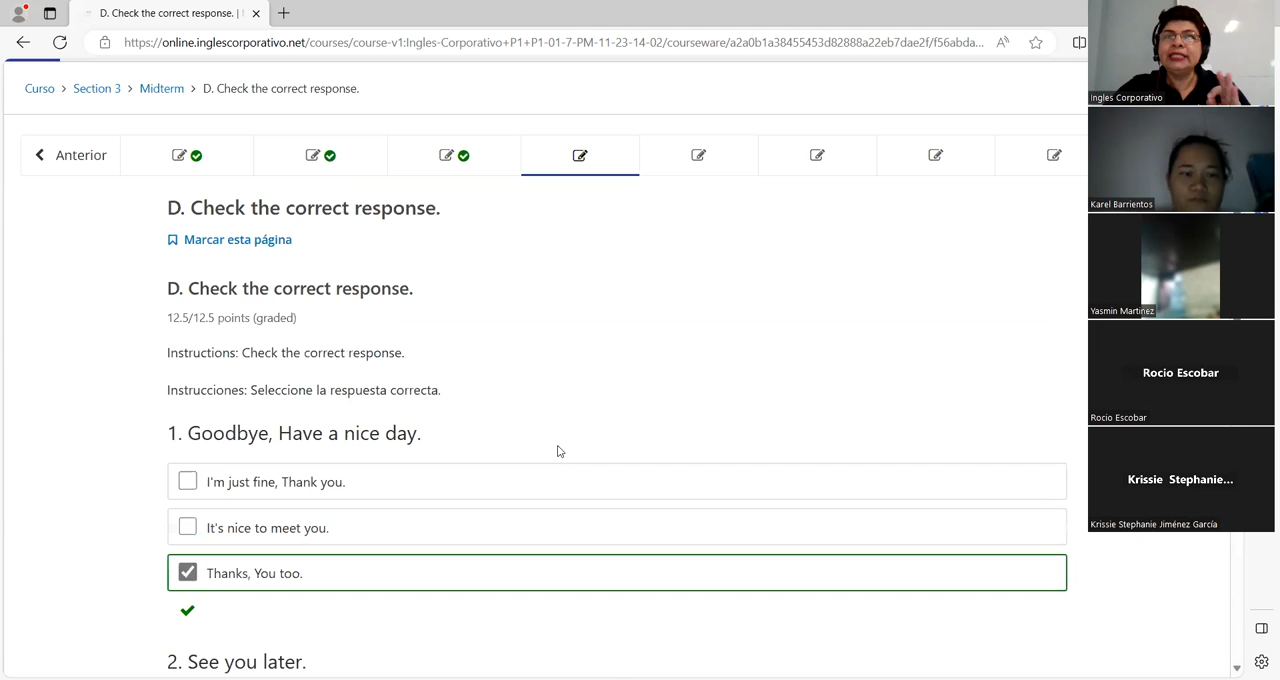 D. Check the correct response. |
https://online.inglescorporativo.net/courses/course-v1:Ingles-Corporativo+P1+P1-01-7-PM-11-23-14-02/courseware/a2a0b1a38455453d82888a22eb7dae2f/f56abda...
Curso > Section 3 > Midterm > D. Check the correct response.
Anterior
D. Check the correct response.
Marcar esta página
D. Check the correct response.
12.5/12.5 points (graded)
Instructions: Check the correct response.
Instrucciones: Seleccione la respuesta correcta.
1. Goodbye, Have a nice day.
I'm just fine, Thank you.
It's nice to meet you.
Thanks, You too.
2. See you later.
Ingles Corporativo
Karel Barrientos
Yasmin Martinez
Rocio Escobar
Rocio Escobar
Krissie Stephanie...
Krissie Stephanie Jiménez García